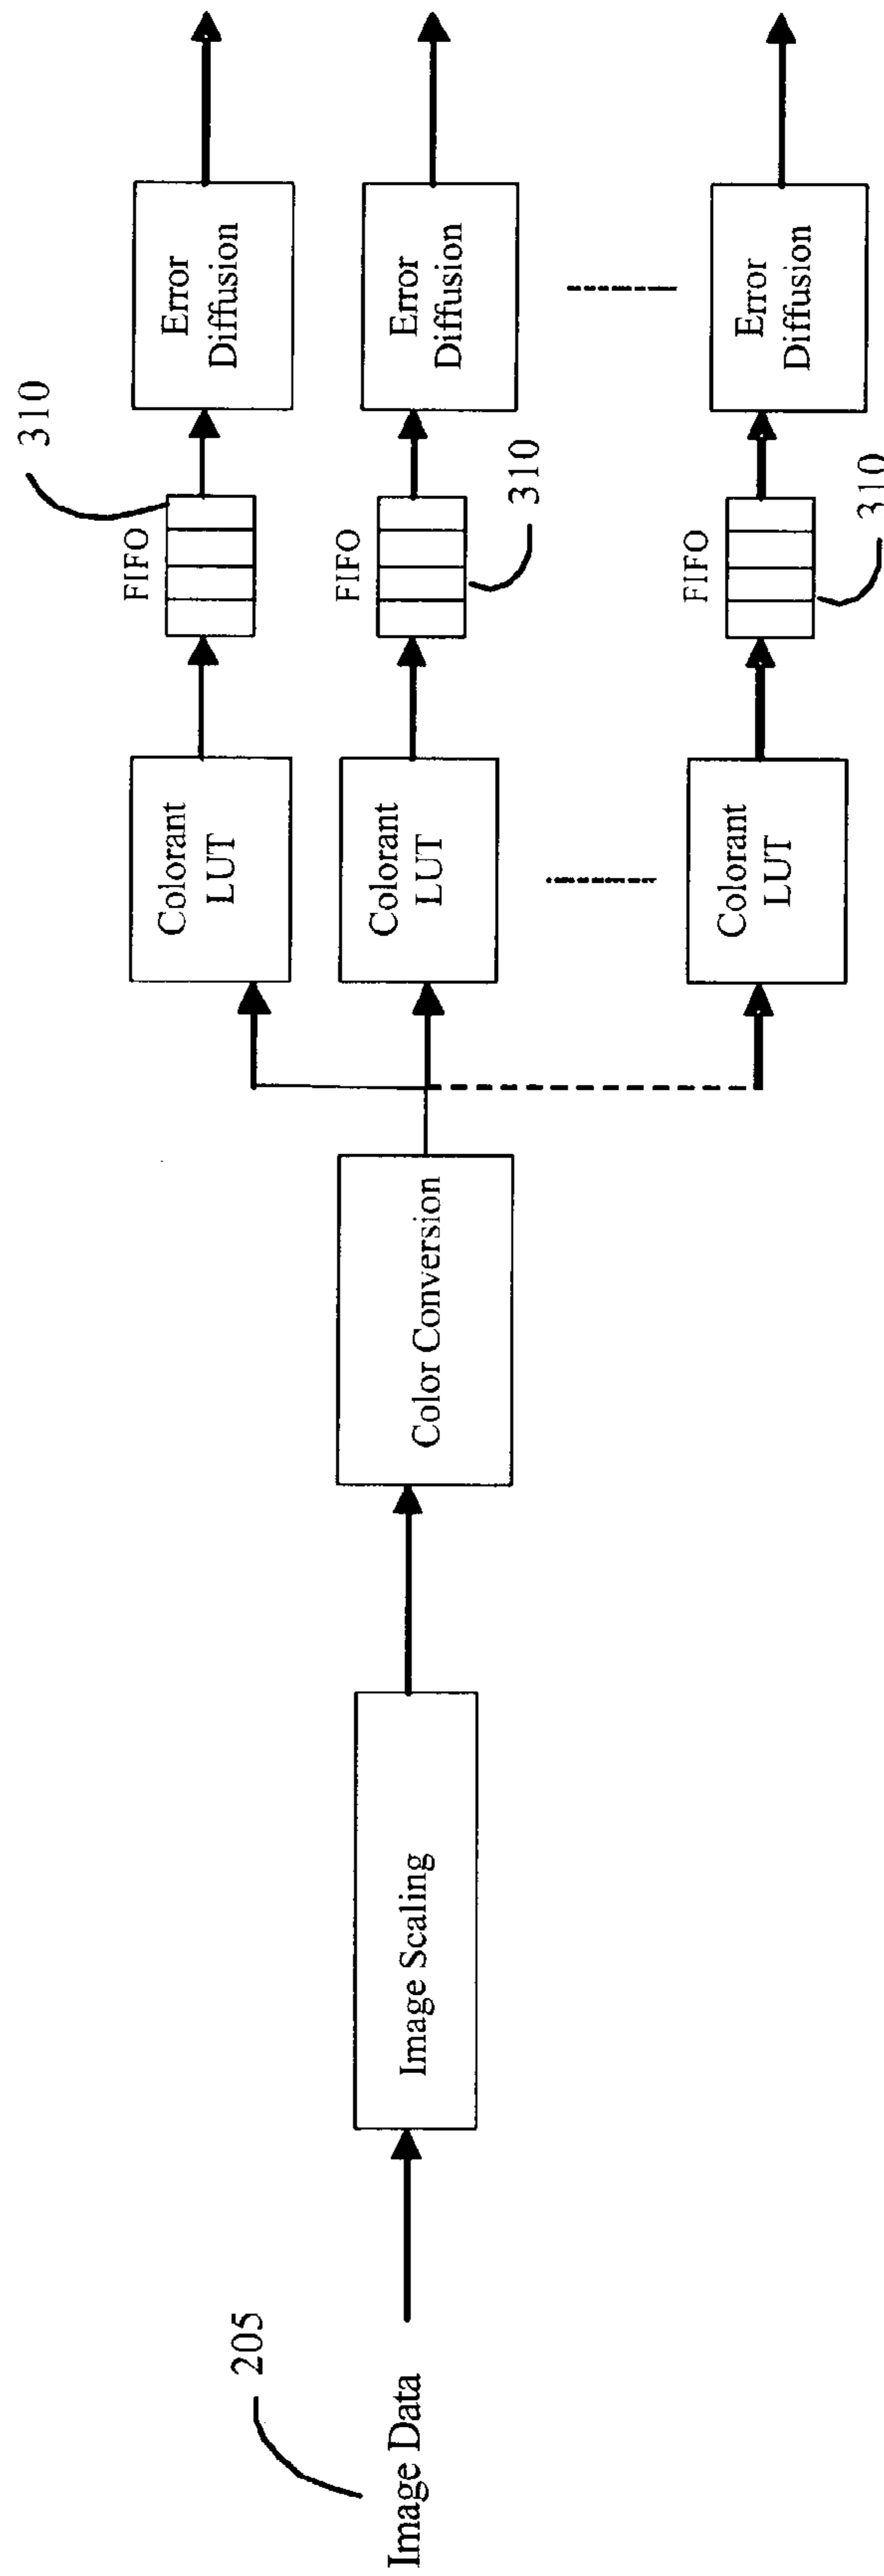 205
Image Data
Image Scaling
Color Conversion
Colorant
LUT
FIFO
310
Error
Diffusion
Colorant
LUT
FIFO
310
Error
Diffusion
Colorant
LUT
FIFO
310
Error
Diffusion